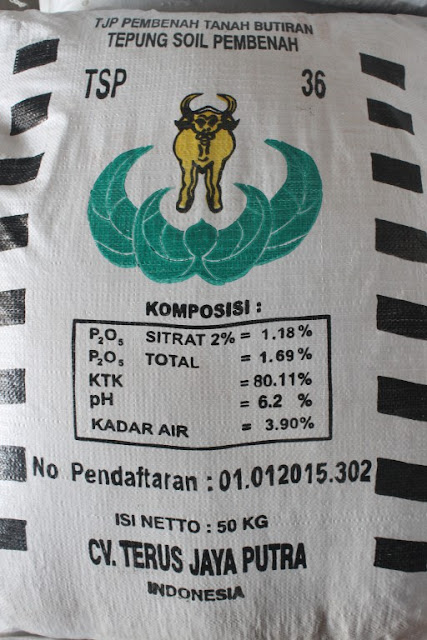 TJP PEMBENAH TANAH BUTIRAN
TEPUNG SOIL PEMBENAH
TSP 36
KOMPOSISI :
P₂O₅ SITRAT 2% = 1.18%
P₂O₅ TOTAL = 1.69%
KTK = 80.11%
pH = 6.2 %
KADAR AIR = 3.90%
No Pendaftaran : 01.012015.302
ISI NETTO : 50 KG
CV. TERUS JAYA PUTRA
INDONESIA